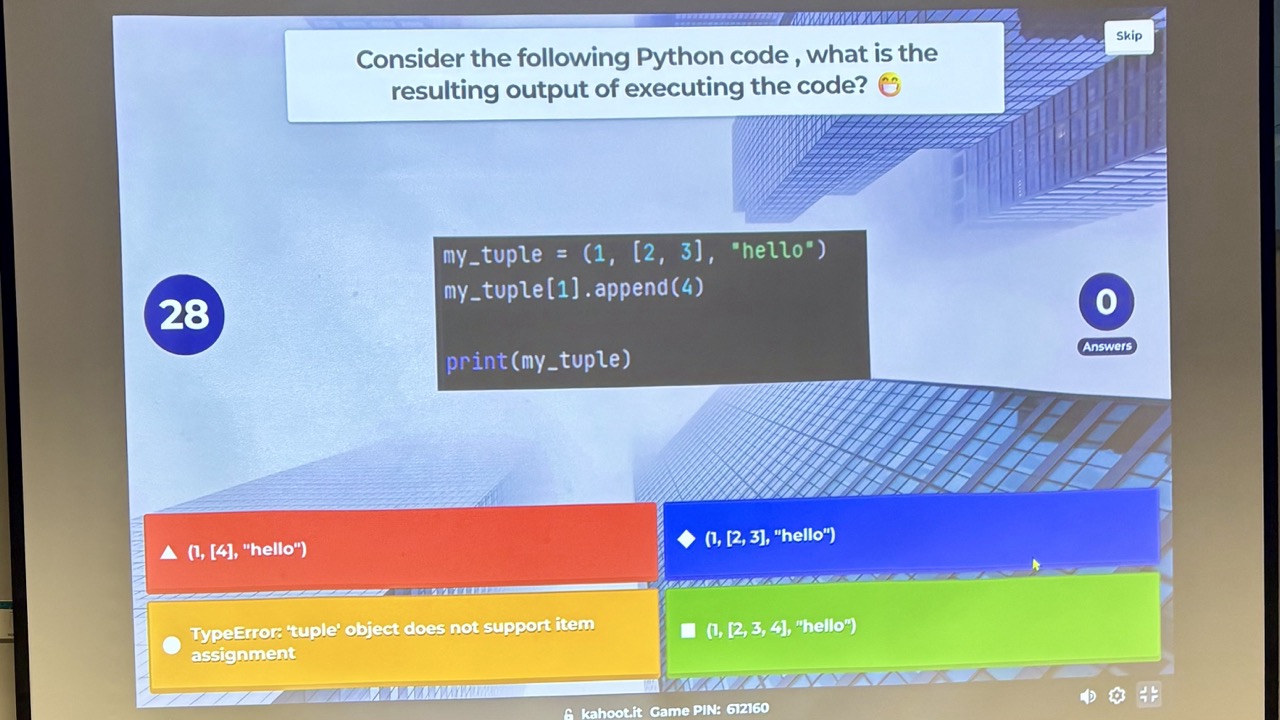 Skip
Consider the following Python code , what is the
resulting output of executing the code? 😁
my_tuple = (1, [2, 3], "hello")
my_tuple[1].append(4)
print(my_tuple)
28
0
Answers
(1, [4], "hello")
(1, [2, 3], "hello")
TypeError: 'tuple' object does not support item
assignment
(1, [2, 3, 4], "hello")
kahoot.it Game PIN: 612160